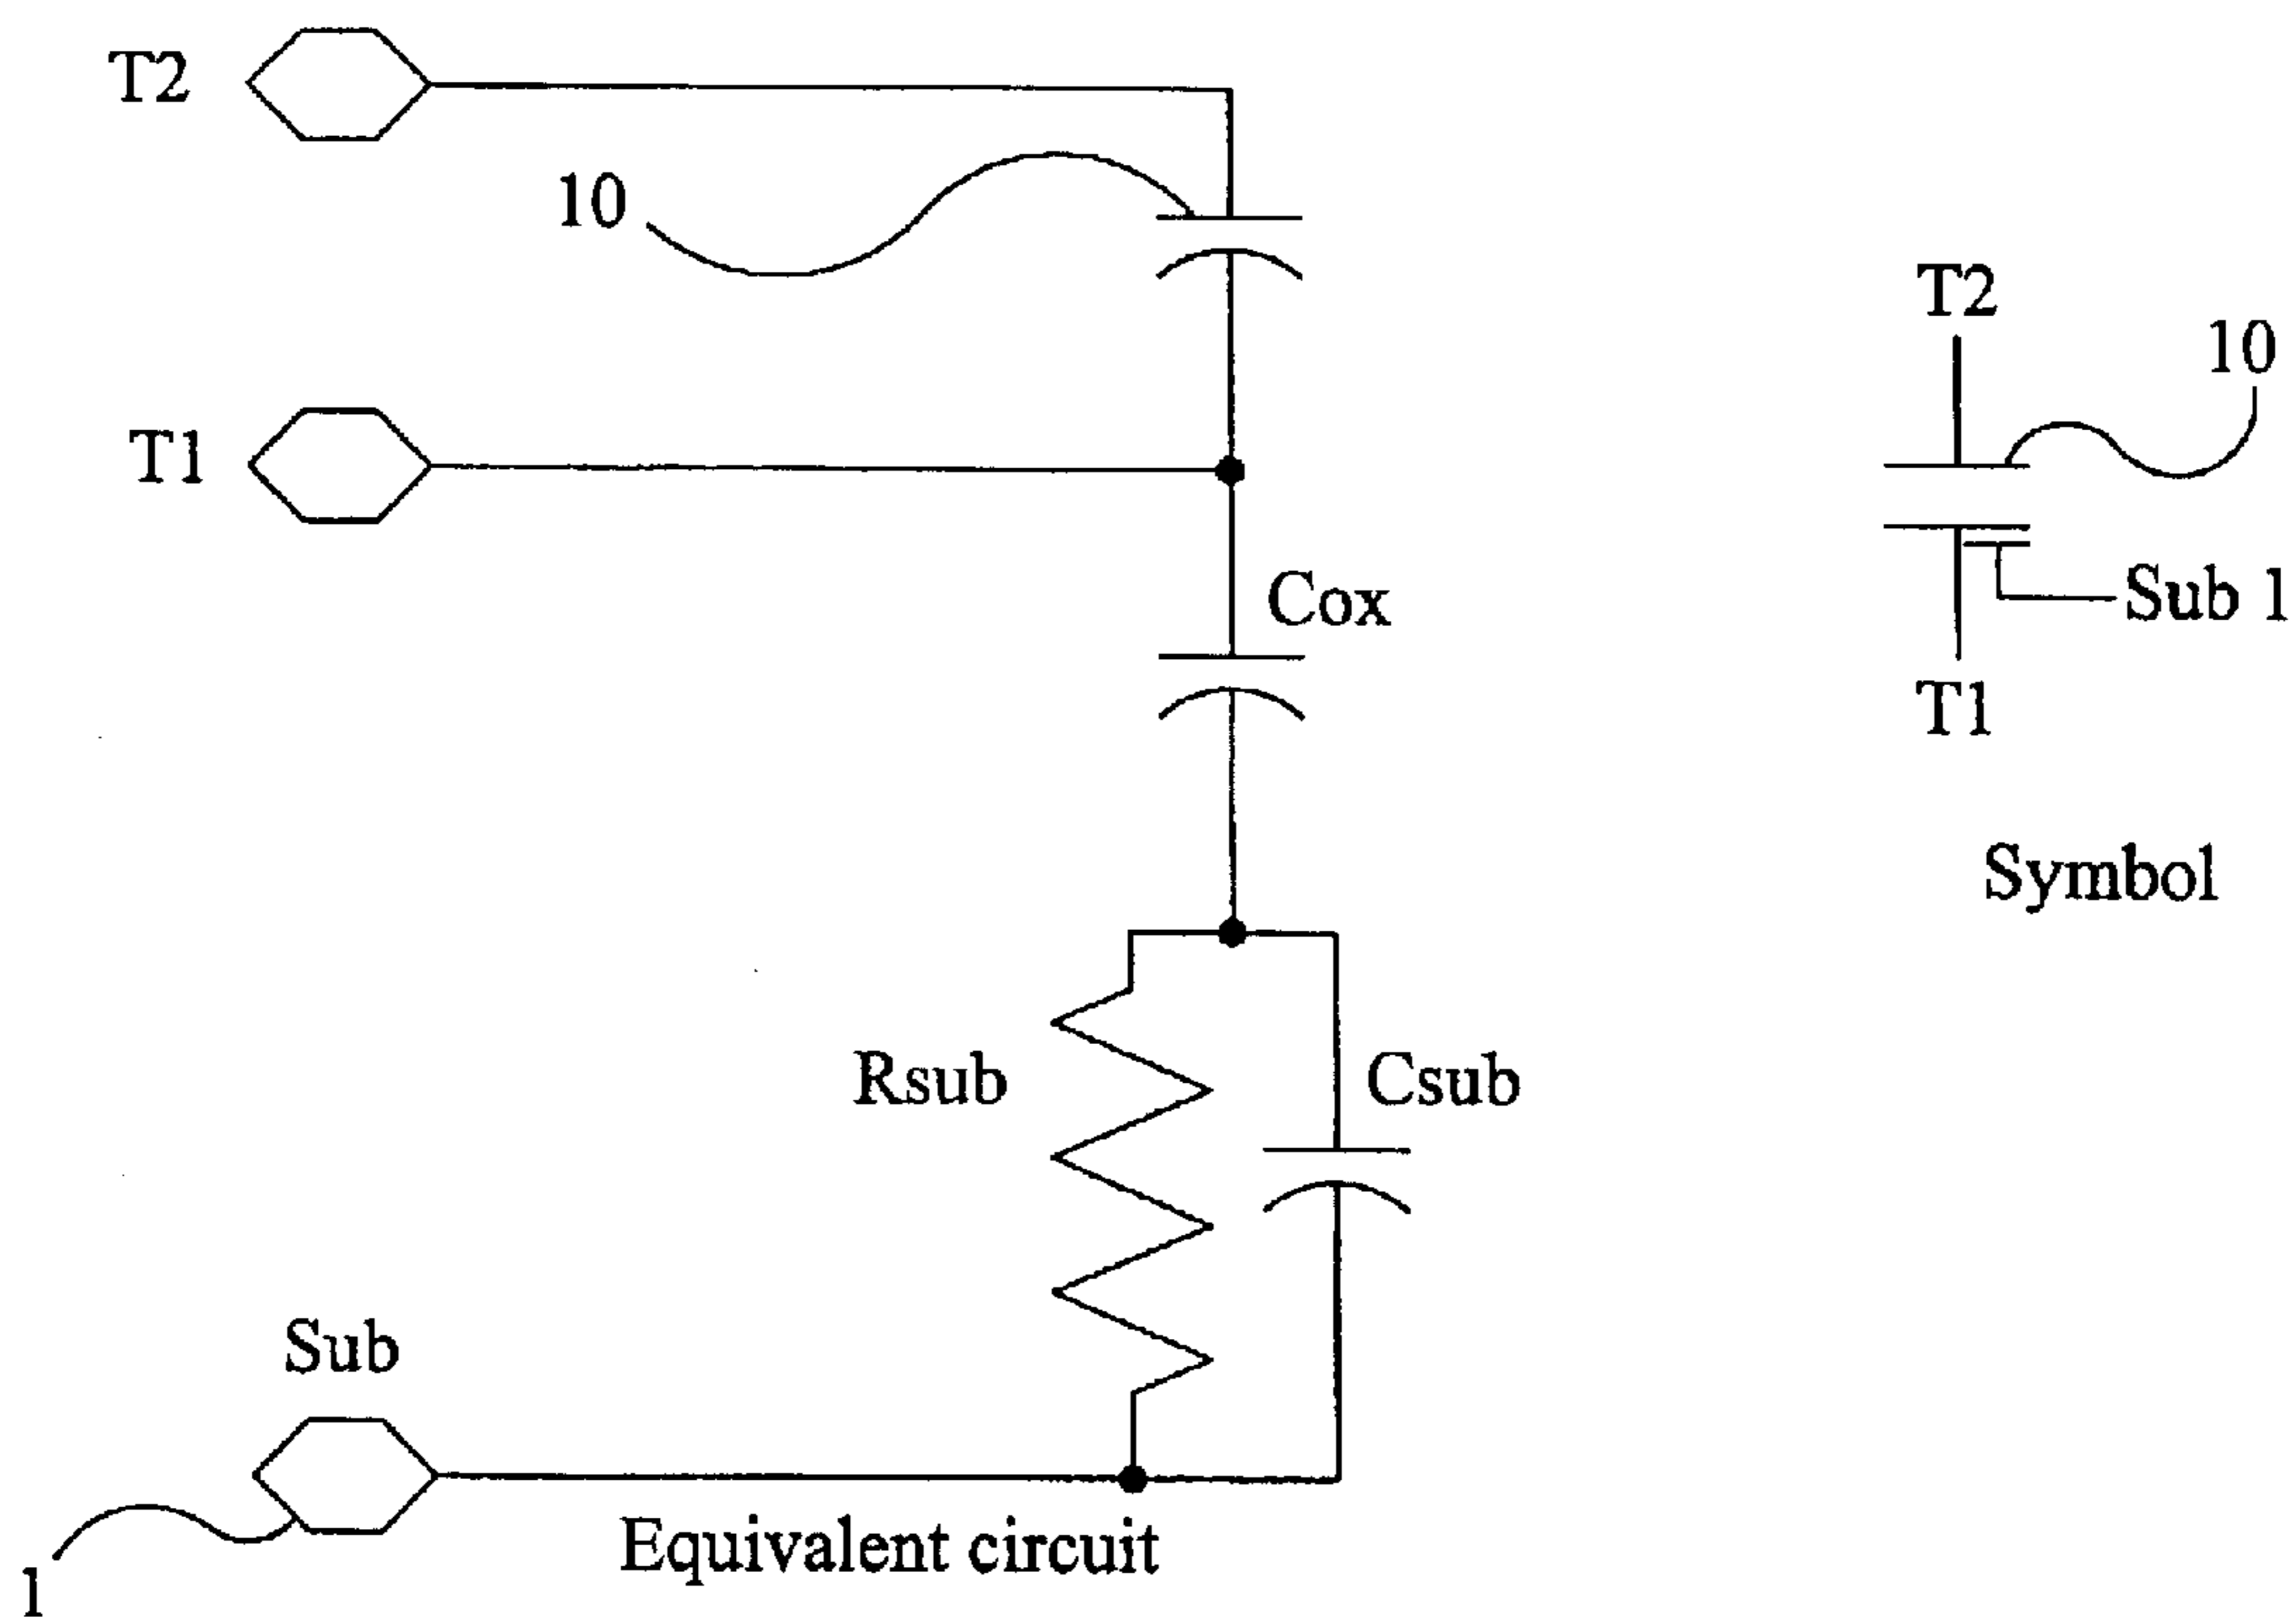 T2
10
T2
10
T1
Cox
Sub 1
T1
Symbol
Rsub
Csub
Sub
Equivalent circuit
1